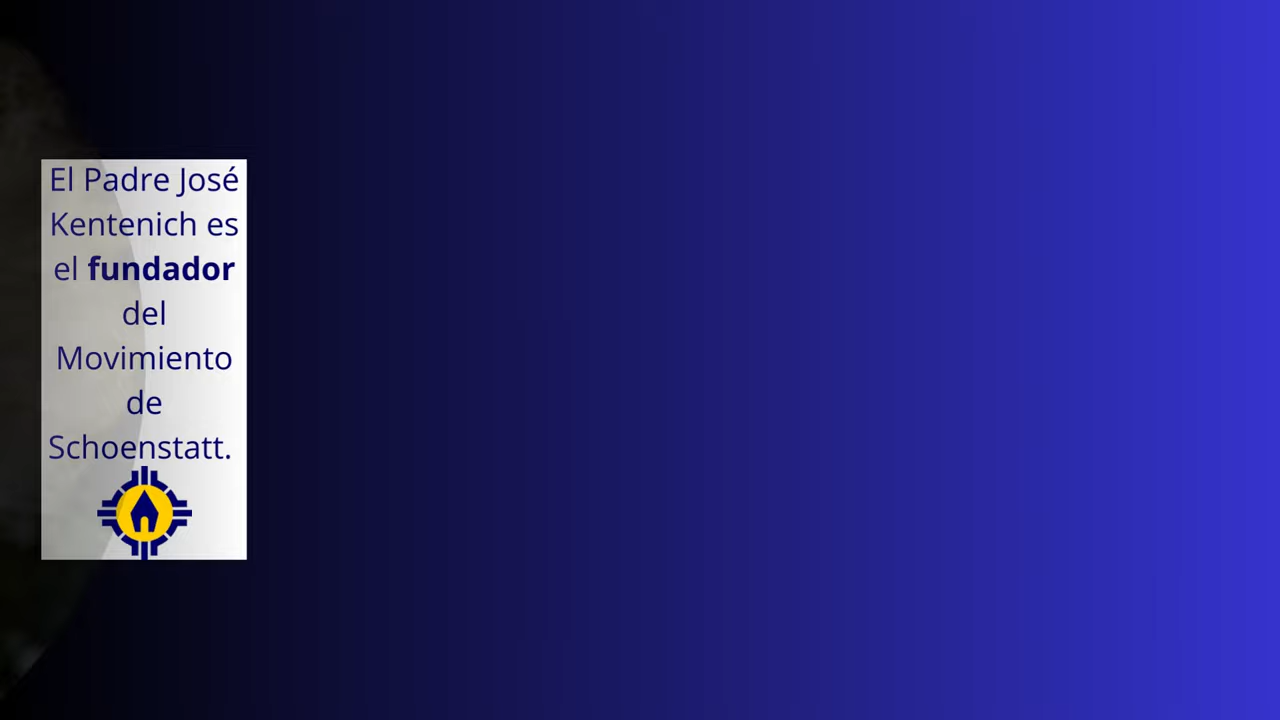 El Padre José
Kentenich es
el fundador
del
Movimiento
de
Schoenstatt.